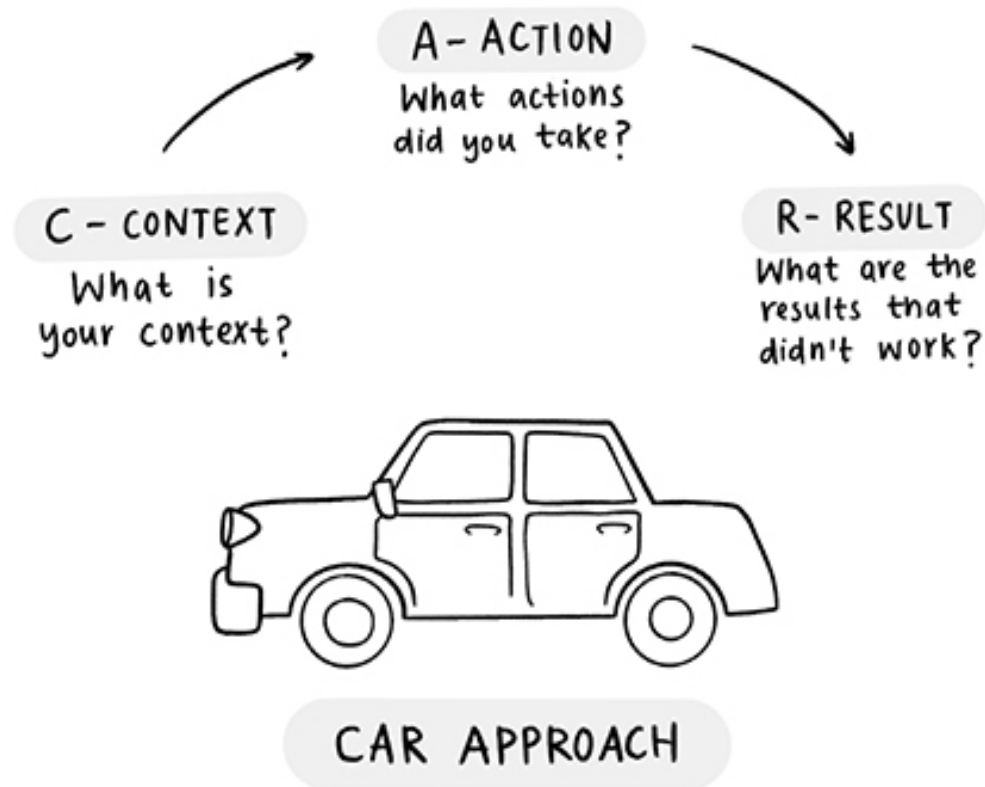 A - ACTION
What actions
did you take?
C - CONTEXT
What is
your context?
R- RESULT
What are the
results that
didn't work?
CAR APPROACH